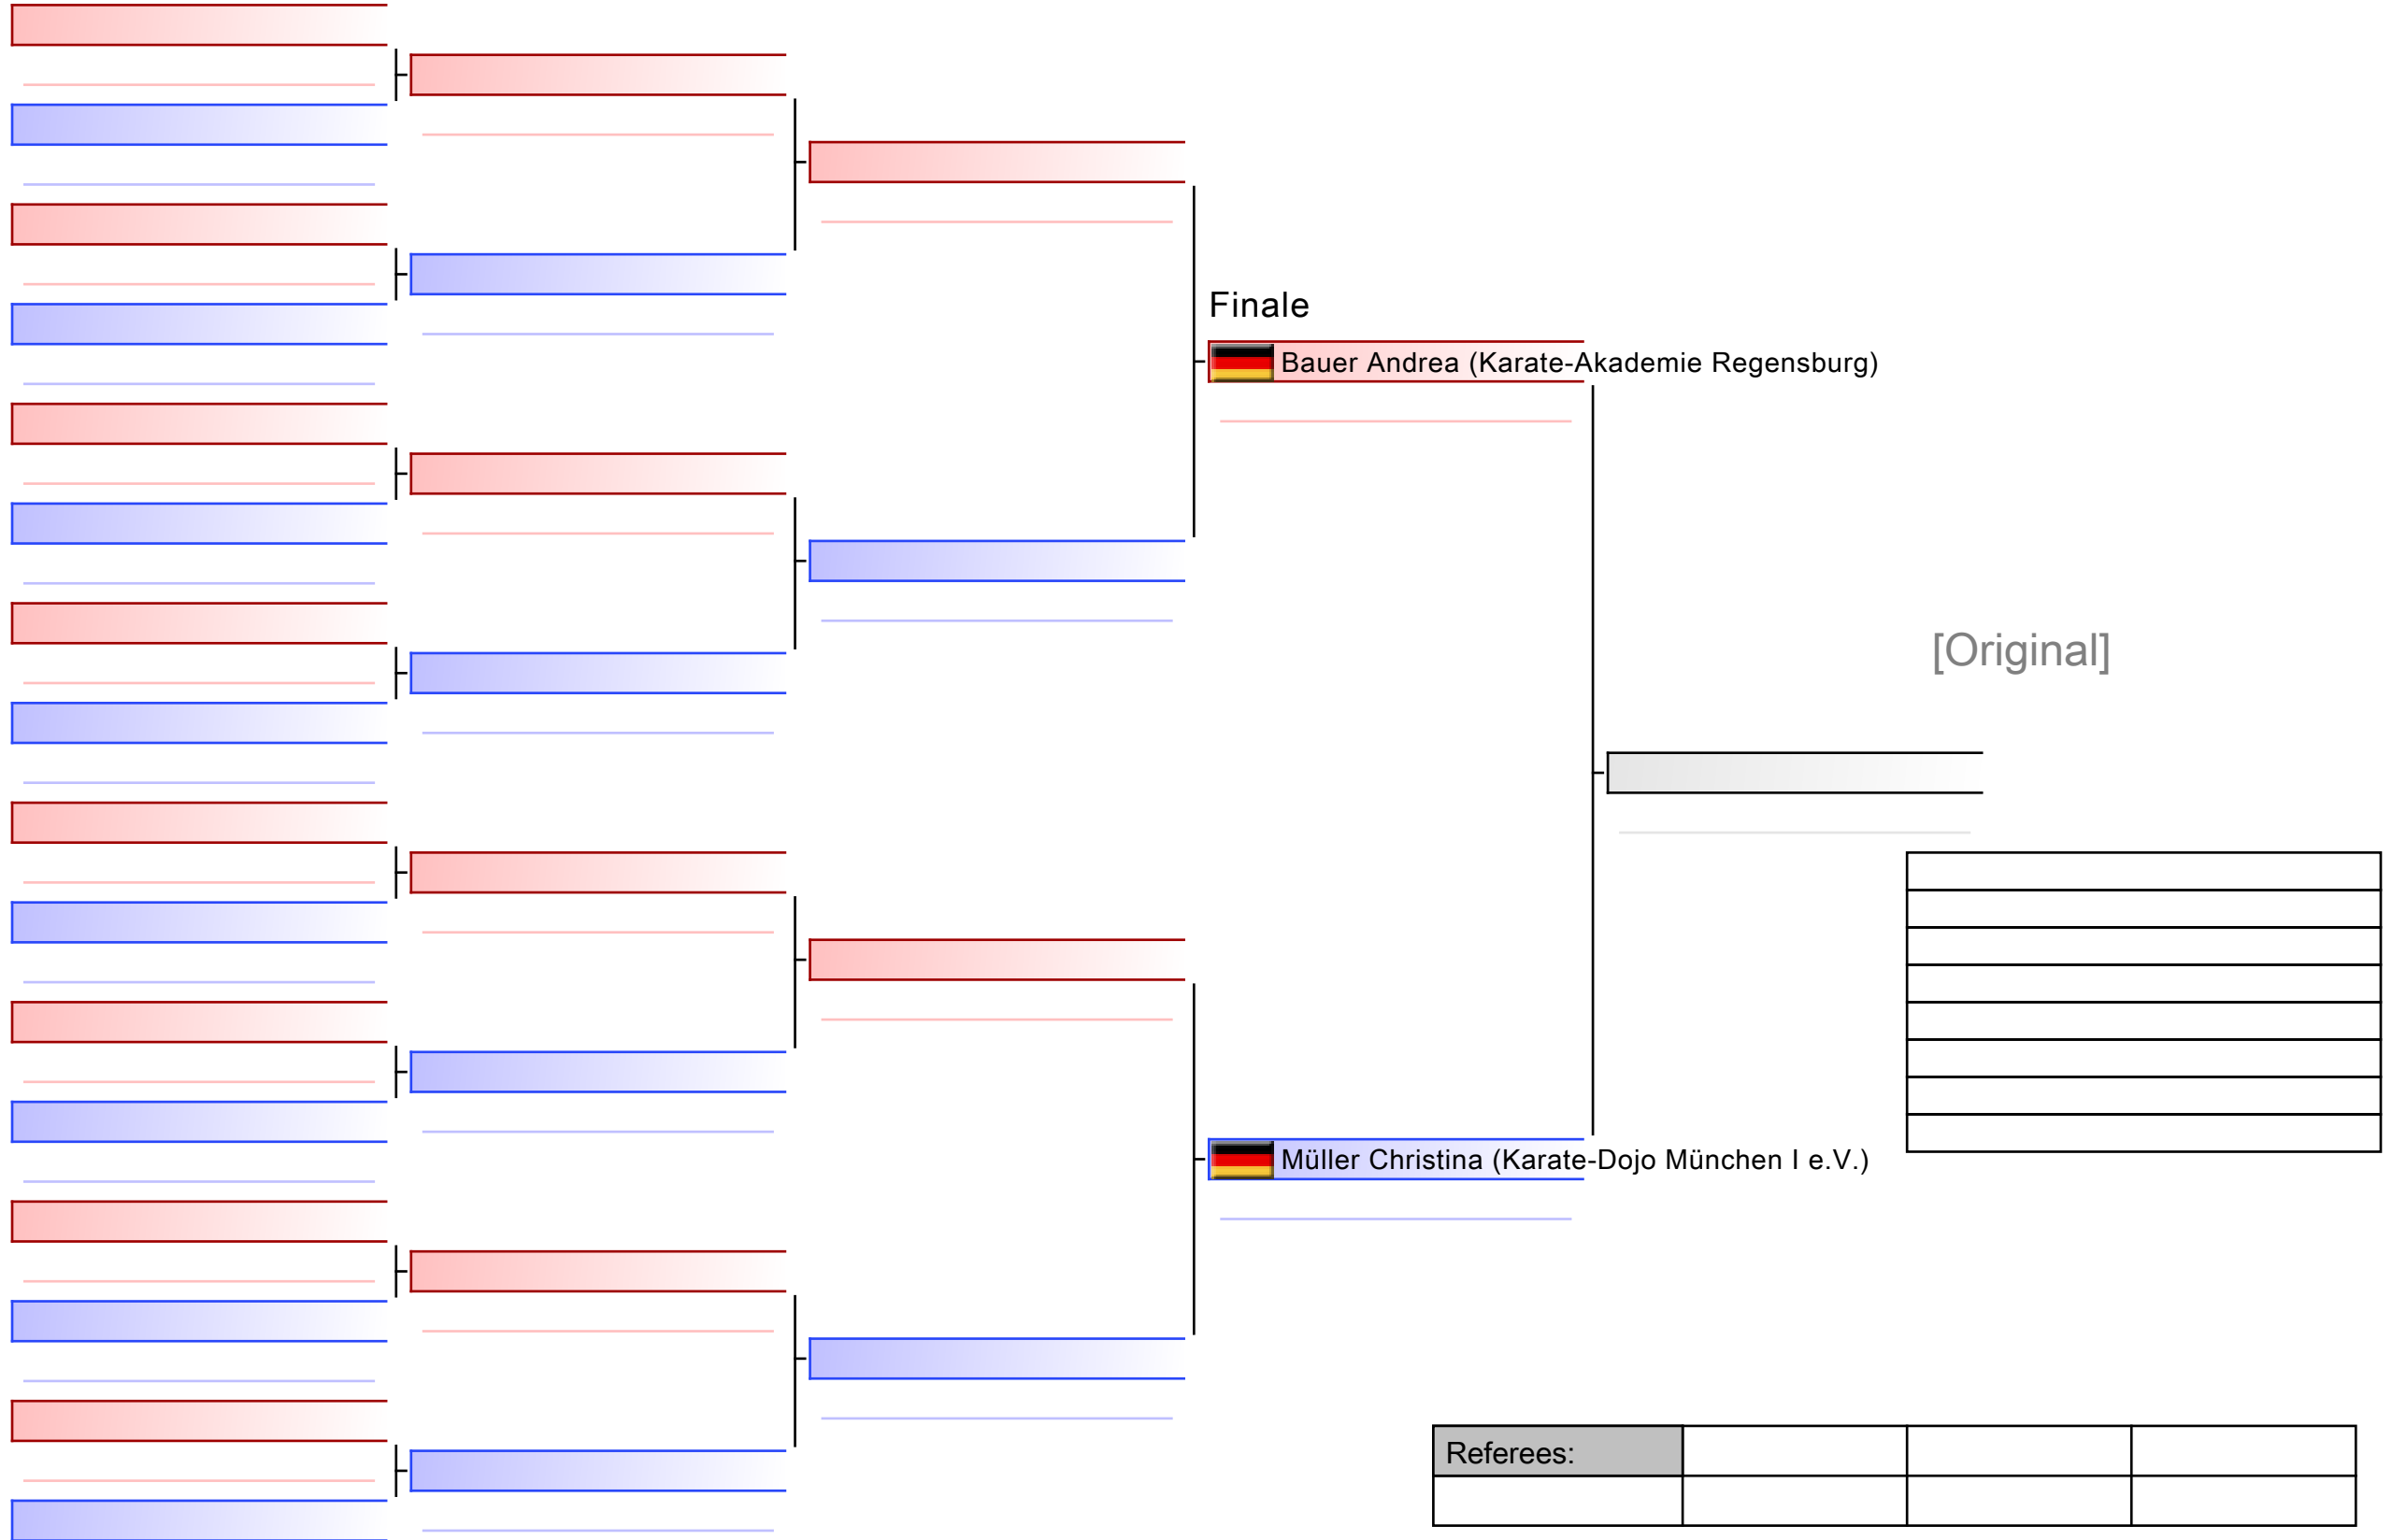 Finale
Bauer Andrea (Karate-Akademie Regensburg)
[Original]
Müller Christina (Karate-Dojo München I e.V.)
Referees: